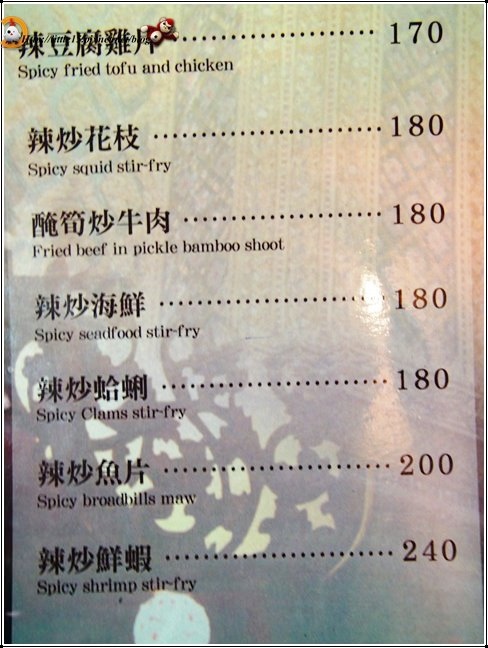 辣豆腐雞片 170
Spicy fried tofu and chicken
辣炒花枝 180
Spicy squid stir-fry
醃筍炒牛肉 180
Fried beef in pickle bamboo shoot
辣炒海鮮 180
Spicy seadfood stir-fry
辣炒蛤蜊 180
Spicy Clams stir-fry
辣炒魚片 200
Spicy broadbills maw
辣炒鮮蝦 240
Spicy shrimp stir-fry